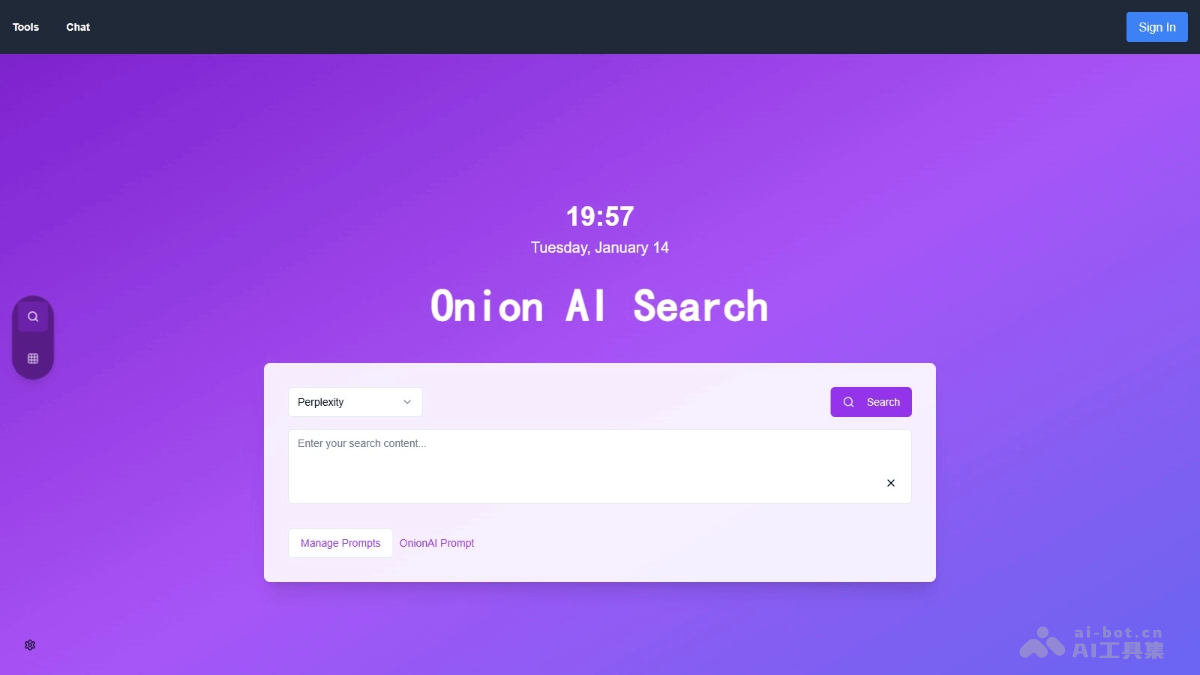 Tools Chat Sign In
19:57
Tuesday, January 14
Onion AI Search
Perplexity Search
Enter your search content...
Manage Prompts OnionAI Prompt
ai-bot.cn
AI工具集